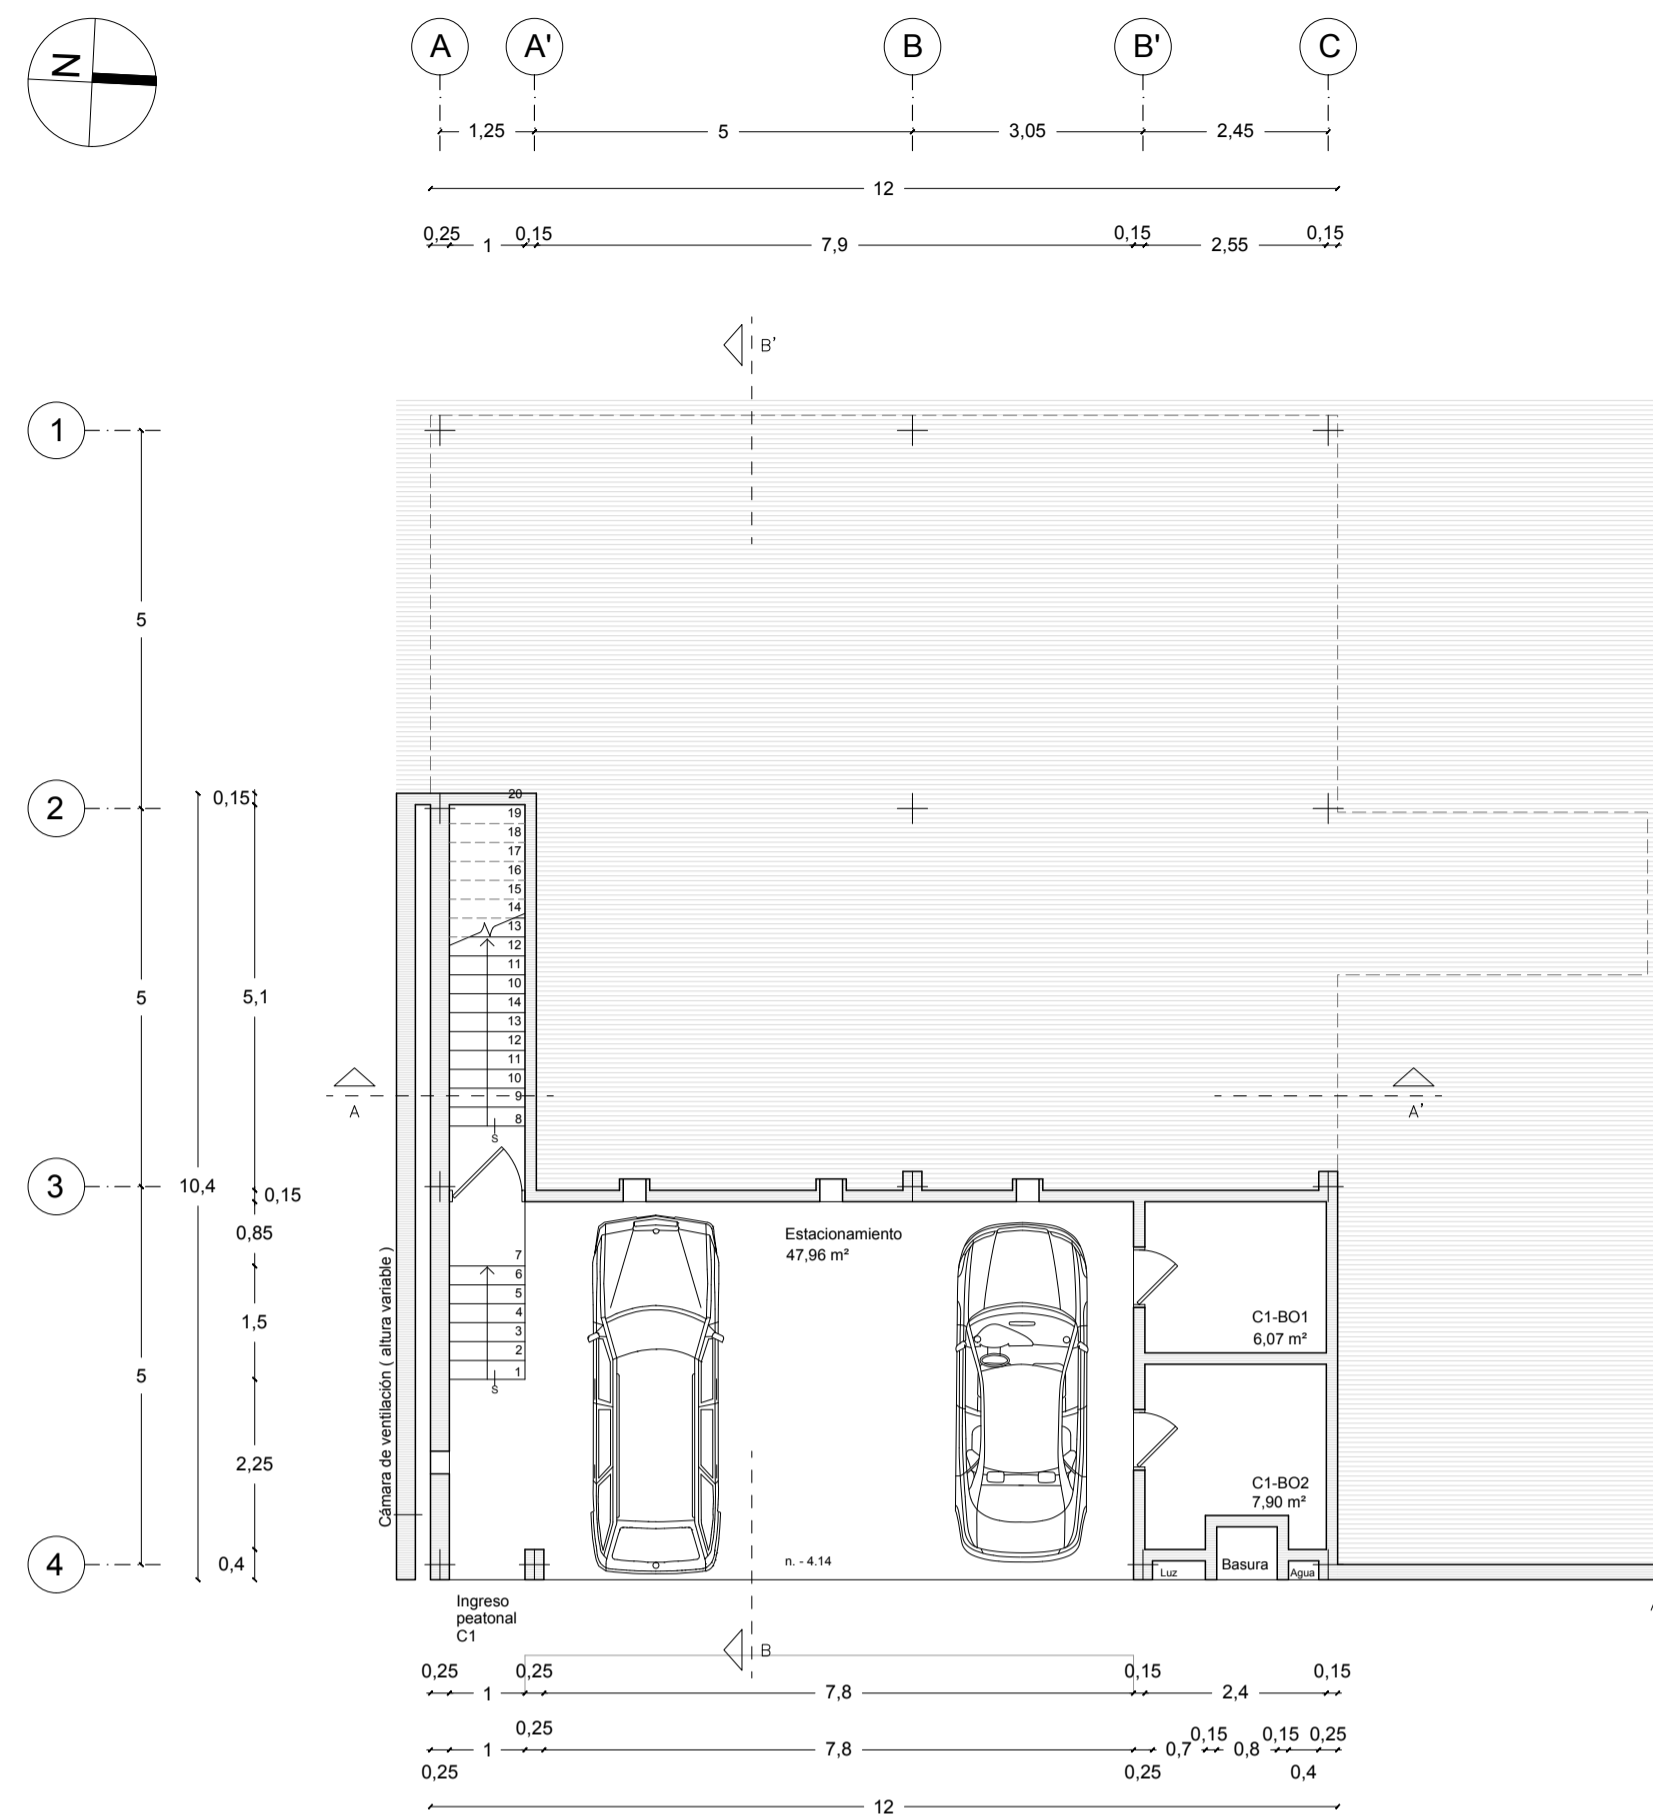 N
A A' B B' C
1,25 5 3,05 2,45
12
0,25 1 0,15 7,9 0,15 2,55 0,15
B'
1
5
2
0,15
20
19
18
17
16
15
14
13
12
11
10
14
13
12
11
10
9
8
S
5
5,1
10,4
A
A'
3
0,15
0,85
7
6
5
4
3
2
1
S
5
1,5
2,25
0,4
4
Cámara de ventilación ( altura variable )
Estacionamiento
47,96 m²
C1-BO1
6,07 m²
C1-BO2
7,90 m²
n. - 4.14
Luz
Basura
Agua
Ingreso
peatonal
C1
B
0,25 1 0,25 7,8 0,15 2,4 0,15
0,25 1 0,25 7,8 0,25 0,7 0,15 0,8 0,15 0,4 0,25
12